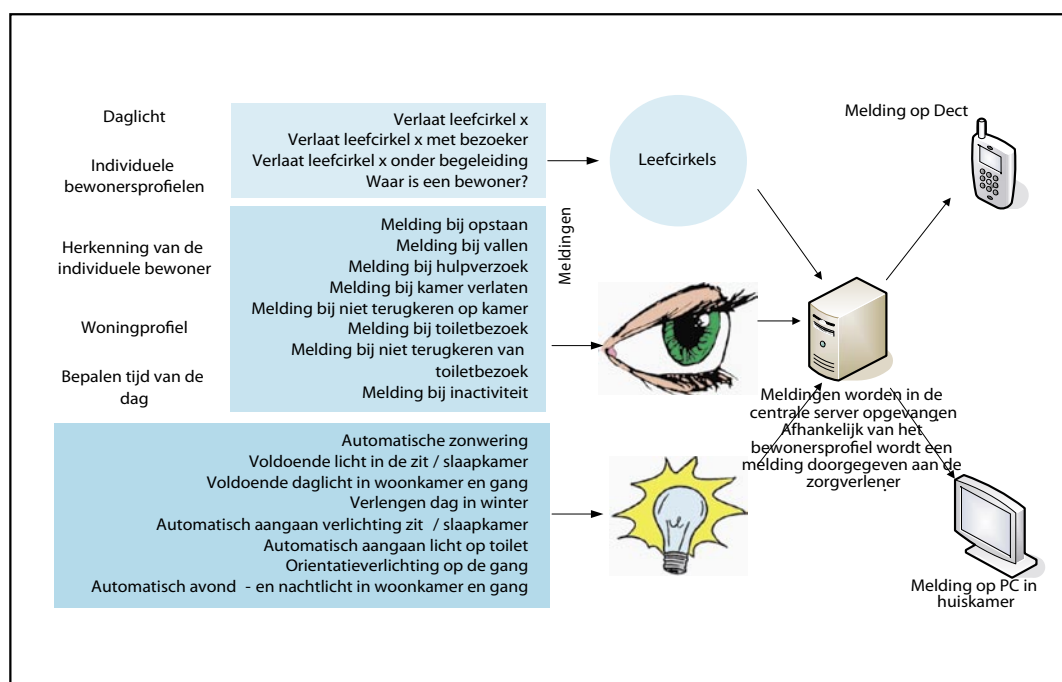 Daglicht
Individuele
bewonersprofielen
Herkenning van de
individuele bewoner
Woningprofiel
Bepalen tijd van de
dag
Verlaat leefcirkel x
Verlaat leefcirkel x met bezoeker
Verlaat leefcirkel x onder begeleiding
Waar is een bewoner?
Melding bij opstaan
Melding bij vallen
Melding bij hulpverzoek
Melding bij kamer verlaten
Melding bij niet terugkeren op kamer
Melding bij toiletbezoek
Melding bij niet terugkeren van
toiletbezoek
Melding bij inactiviteit
Automatische zonwering
Voldoende licht in de zit / slaapkamer
Voldoende daglicht in woonkamer en gang
Verlengen dag in winter
Automatisch aangaan verlichting zit / slaapkamer
Automatisch aangaan licht op toilet
Orientatieverlichting op de gang
Automatisch avond - en nachtlicht in woonkamer en gang
Meldingen
Leefcirkels
Melding op Dect
Meldingen worden in de
centrale server opgevangen
Afhankelijk van het
bewonersprofiel wordt een
melding doorgegeven aan de
zorgverlener
Melding op PC in
huiskamer